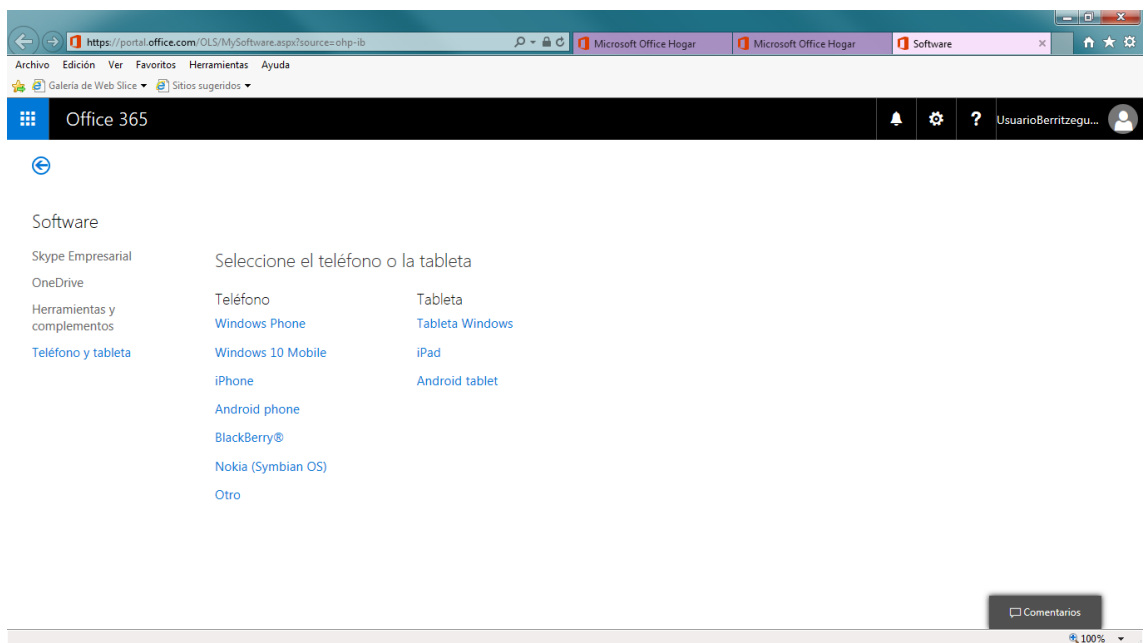 https://portal.office.com/OLS/MySoftware.aspx?source=ohp-ib
Microsoft Office Hogar
Microsoft Office Hogar
Software
Archivo Edición Ver Favoritos Herramientas Ayuda
Galería de Web Slice Sitios sugeridos
Office 365
? UsuarioBerritzegu...
Software
Skype Empresarial
OneDrive
Herramientas y
complementos
Teléfono y tableta
Seleccione el teléfono o la tableta
Teléfono
Windows Phone
Windows 10 Mobile
iPhone
Android phone
BlackBerry®
Nokia (Symbian OS)
Otro
Tableta
Tableta Windows
iPad
Android tablet
Comentarios
100%